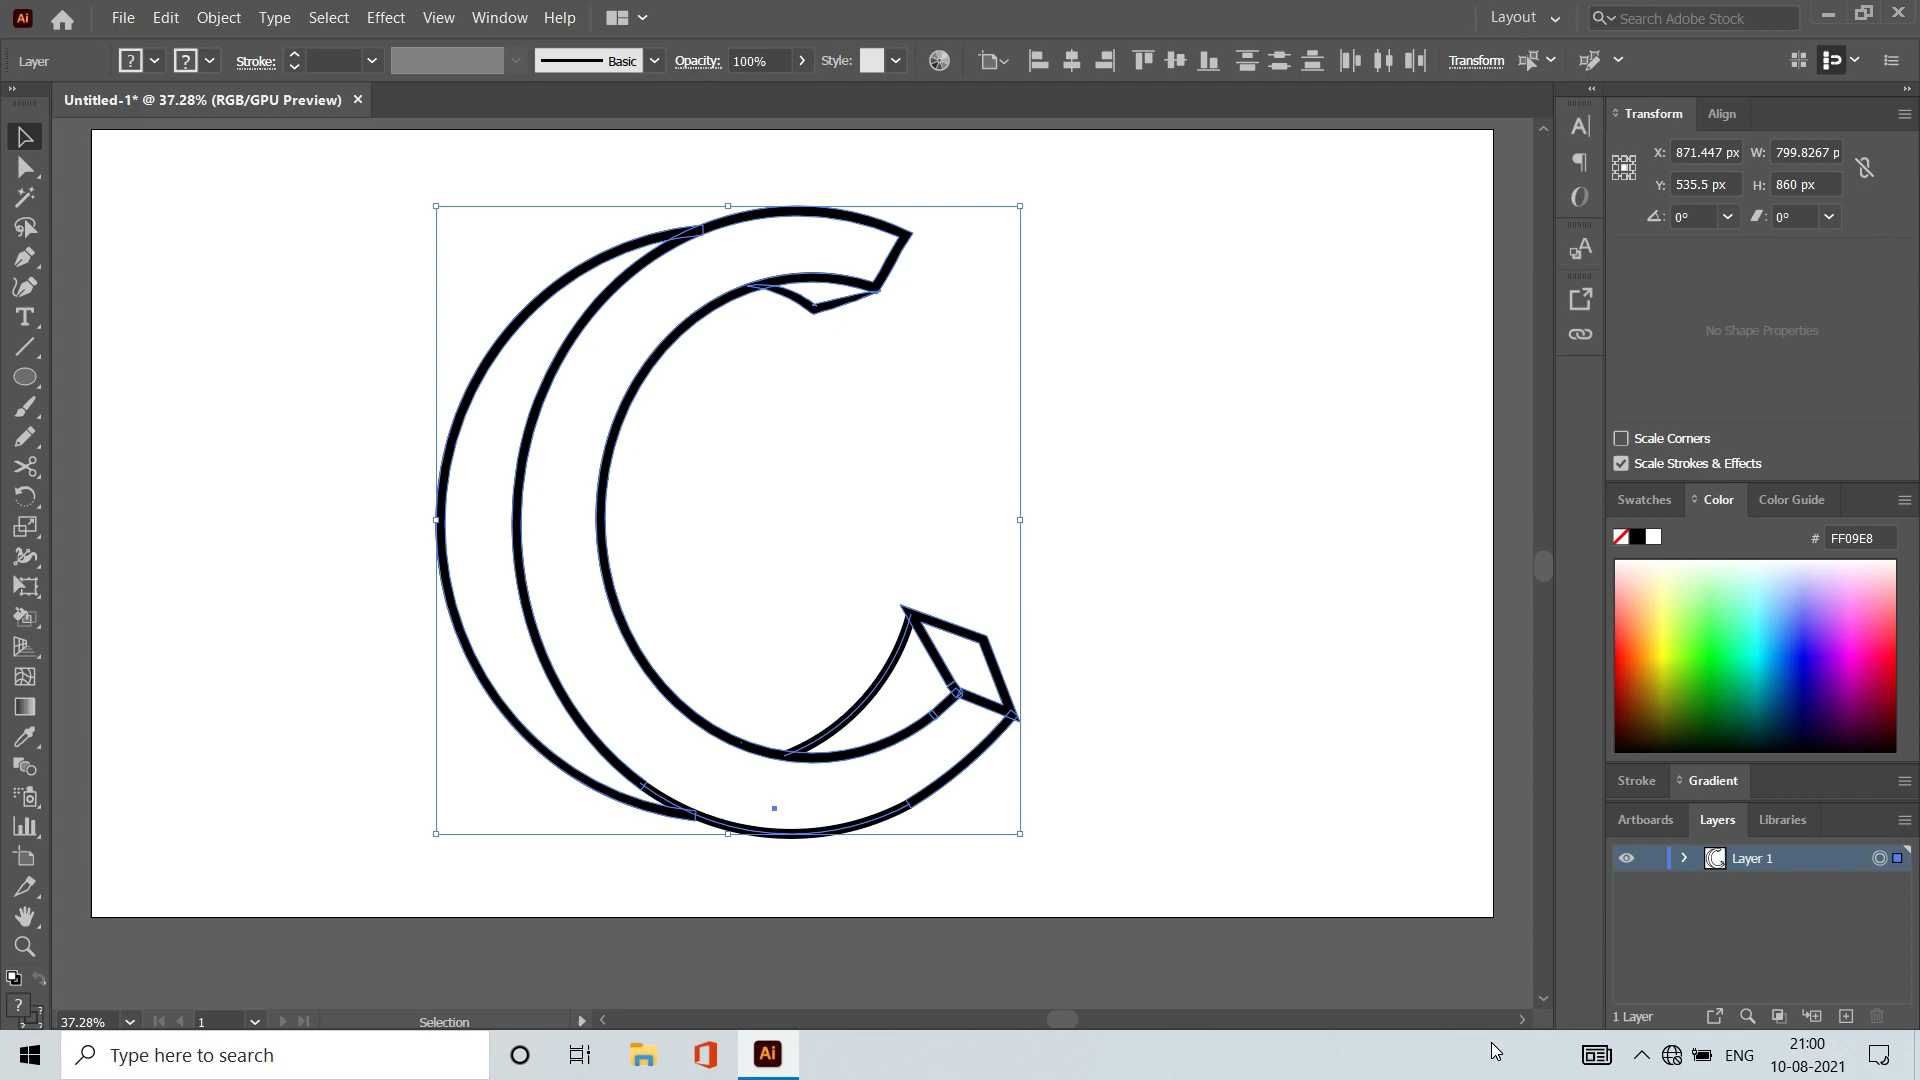 Ai File Edit Object Type Select Effect View Window Help Layout Search Adobe Stock
Layer ? ? Stroke: Basic Opacity: 100% Style: Transform
Untitled-1* @ 37.28% (RGB/GPU Preview) ×
Transform Align
X: 871.447 px W: 799.8267 p
Y: 535.5 px H: 860 px
0° 0°
No Shape Properties
Scale Corners
Scale Strokes & Effects
Swatches Color Color Guide
# FF09E8
Stroke Gradient
Artboards Layers Libraries
Layer 1
1 Layer
37.28% 1 Selection
Type here to search
Ai
ENG
21:00
10-08-2021